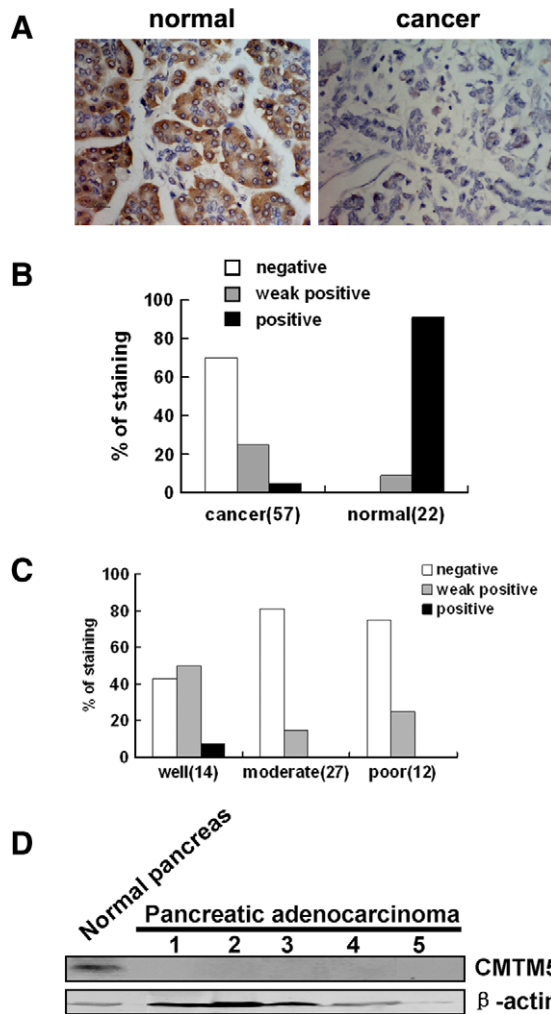 A
normal
cancer
B
negative
weak positive
positive
% of staining
100
80
60
40
20
0
cancer(57)
normal(22)
C
negative
weak positive
positive
% of staining
100
80
60
40
20
0
well(14)
moderate(27)
poor(12)
D
Normal pancreas
Pancreatic adenocarcinoma
1 2 3 4 5
CMTM5
β-actin